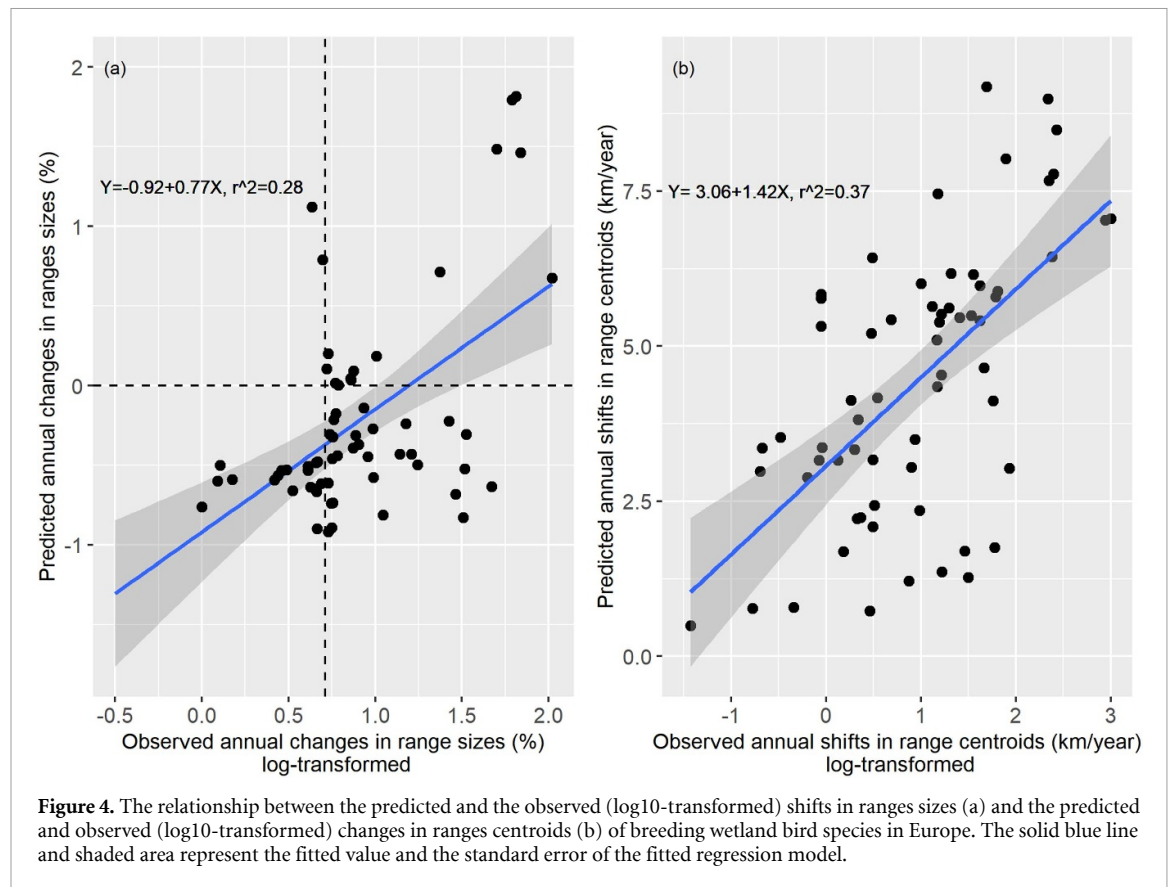 (a)
Y=-0.92+0.77X, r^2=0.28
Predicted annual changes in ranges sizes (%)
2
1
0
-1
-0.5 0.0 0.5 1.0 1.5 2.0
Observed annual changes in range sizes (%)
log-transformed
(b)
Y= 3.06+1.42X, r^2=0.37
Predicted annual shifts in range centroids (km/year)
7.5
5.0
2.5
0.0
-1 0 1 2 3
Observed annual shifts in range centroids (km/year)
log-transformed
Figure 4. The relationship between the predicted and the observed (log10-transformed) shifts in ranges sizes (a) and the predicted
and observed (log10-transformed) changes in ranges centroids (b) of breeding wetland bird species in Europe. The solid blue line
and shaded area represent the fitted value and the standard error of the fitted regression model.